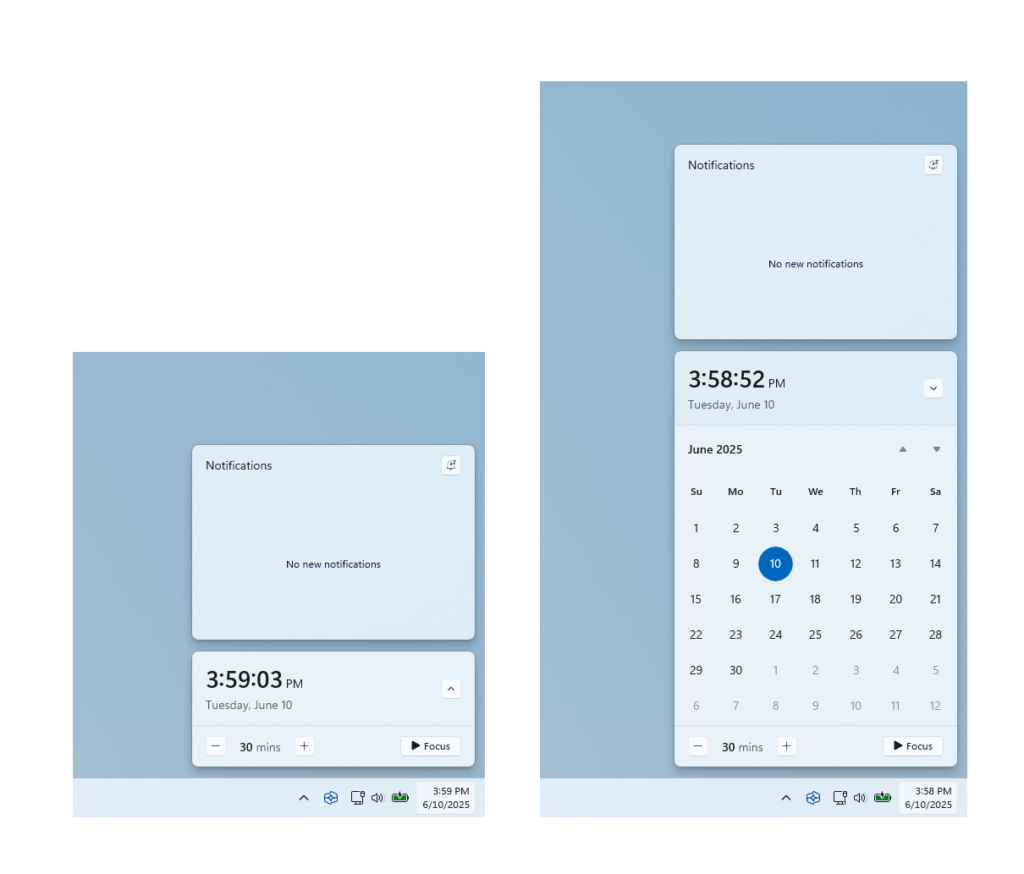 Notifications
No new notifications
3:59:03 PM
Tuesday, June 10
30 mins
Focus
3:59 PM
6/10/2025
Notifications
No new notifications
3:58:52 PM
Tuesday, June 10
June 2025
Su Mo Tu We Th Fr Sa
1 2 3 4 5 6 7
8 9 10 11 12 13 14
15 16 17 18 19 20 21
22 23 24 25 26 27 28
29 30 1 2 3 4 5
6 7 8 9 10 11 12
30 mins
Focus
3:58 PM
6/10/2025